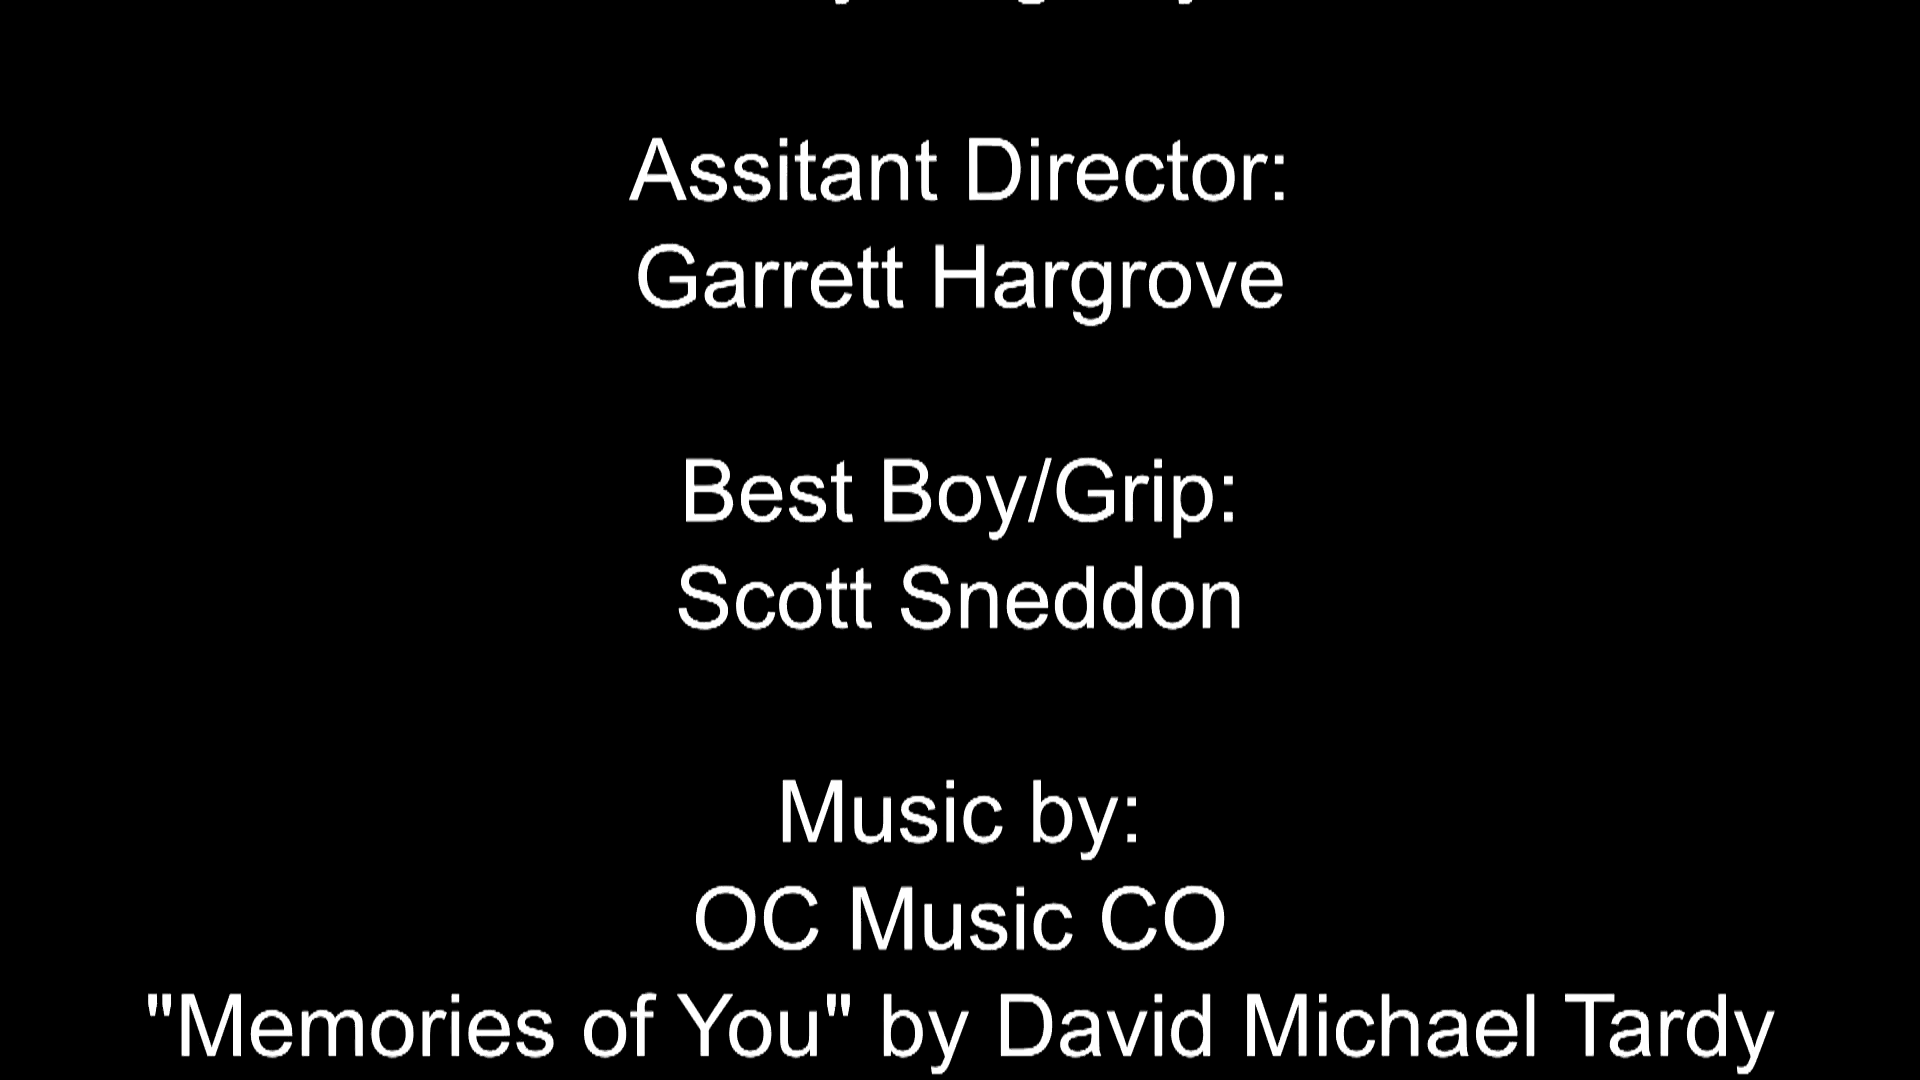 Assitant Director:
Garrett Hargrove
Best Boy/Grip:
Scott Sneddon
Music by:
OC Music CO
"Memories of You" by David Michael Tardy